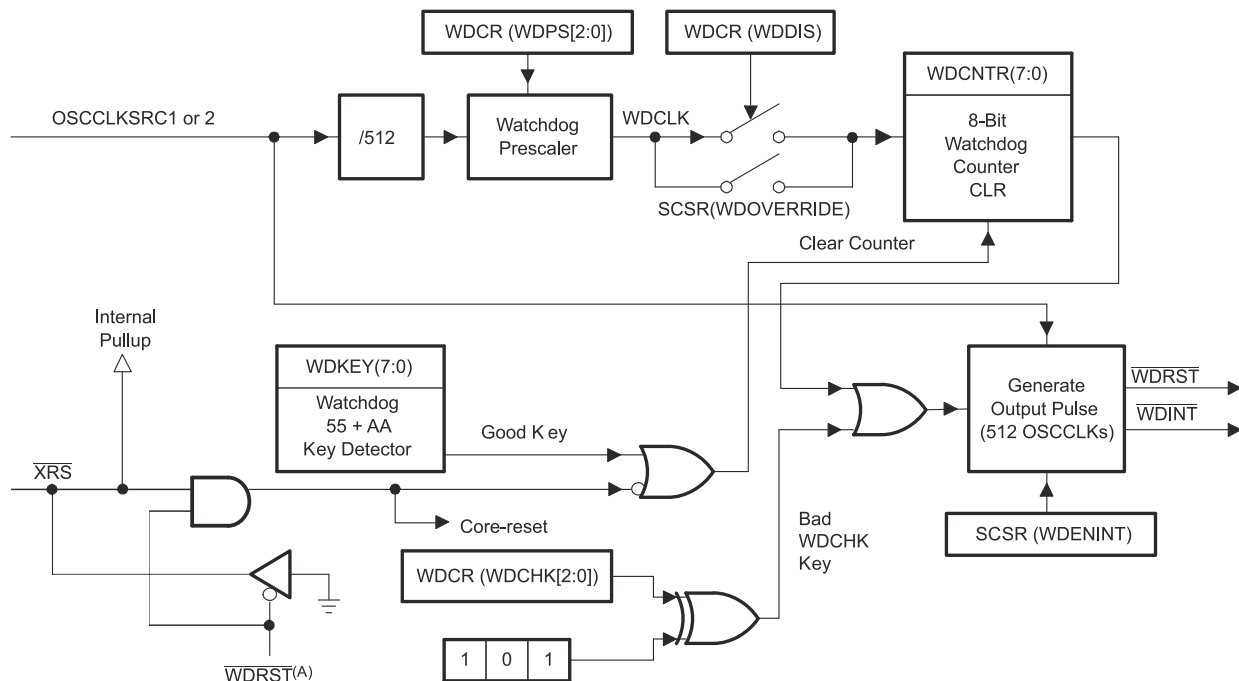 WDCR (WDPS[2:0])
WDCR (WDDIS)
WDCNTR(7:0)
OSCCLKSRC1 or 2
/512
Watchdog
Prescaler
WDCLK
8-Bit
Watchdog
Counter
CLR
SCSR(WDOVERRIDE)
Clear Counter
Internal
Pullup
WDKEY(7:0)
Watchdog
55 + AA
Key Detector
Good Key
Generate
Output Pulse
(512 OSCCLKs)
WDRST
WDINT
XRS
Core-reset
SCSR (WDENINT)
Bad
WDCHK
Key
WDCR (WDCHK[2:0])
WDRST(A)
1 0 1